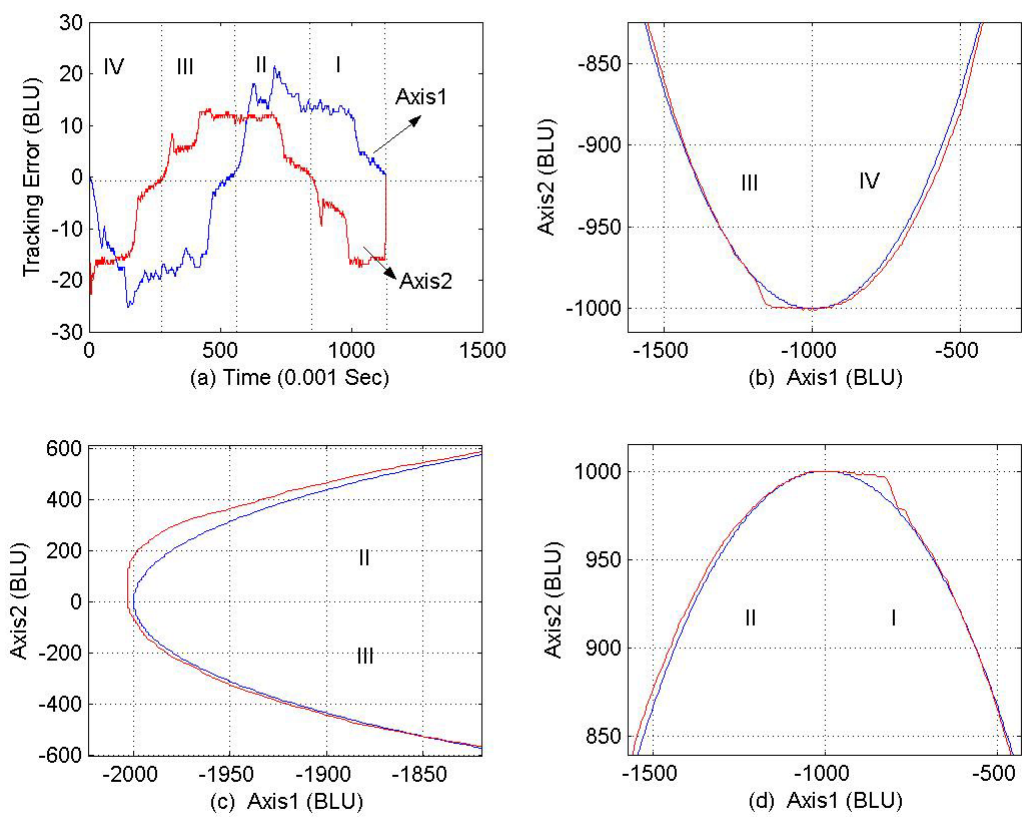 30
20
10
0
-10
-20
-30
Tracking Error (BLU)
IV
III
II
I
Axis1
Axis2
0
500
1000
1500
(a) Time (0.001 Sec)
-850
-900
-950
-1000
Axis2 (BLU)
III
IV
-1500
-1000
-500
(b) Axis1 (BLU)
600
400
200
0
-200
-400
-600
Axis2 (BLU)
II
III
-2000
-1950
-1900
-1850
(c) Axis1 (BLU)
1000
950
900
850
Axis2 (BLU)
II
I
-1500
-1000
-500
(d) Axis1 (BLU)